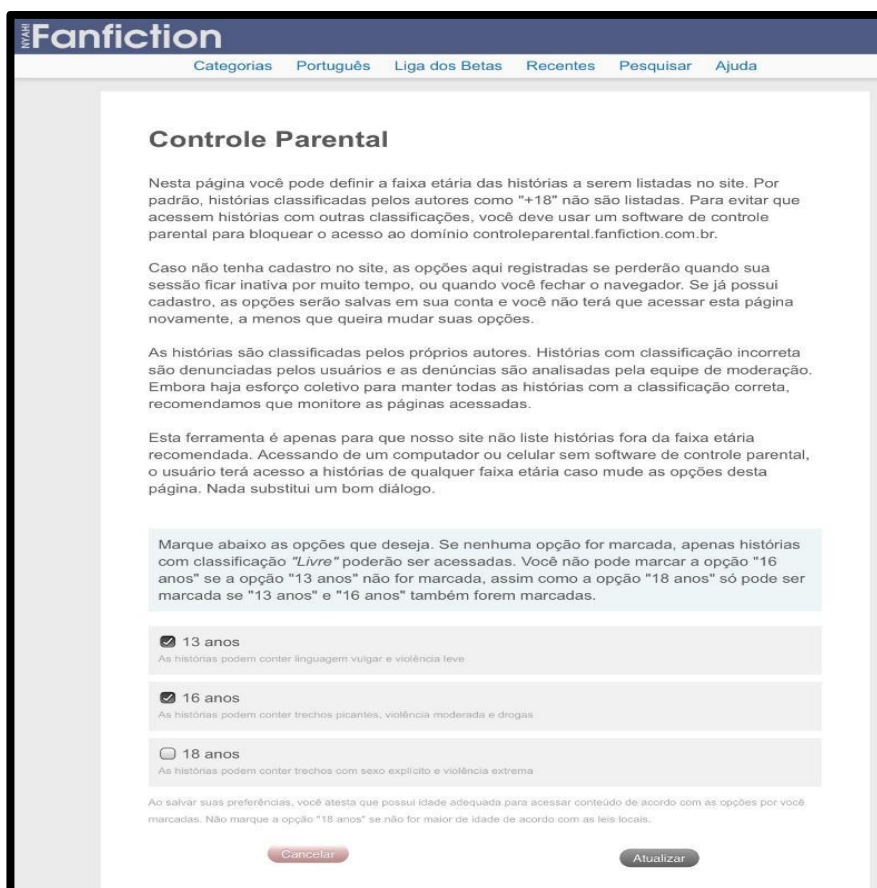 NYAH! Fanfiction
Categorias Português Liga dos Betas Recentes Pesquisar Ajuda
Controle Parental
Nesta página você pode definir a faixa etária das histórias a serem listadas no site. Por
padrão, histórias classificadas pelos autores como "+18" não são listadas. Para evitar que
acessem histórias com outras classificações, você deve usar um software de controle
parental para bloquear o acesso ao domínio controleparental.fanfiction.com.br.
Caso não tenha cadastro no site, as opções aqui registradas se perderão quando sua
sessão ficar inativa por muito tempo, ou quando você fechar o navegador. Se já possui
cadastro, as opções serão salvas em sua conta e você não terá que acessar esta página
novamente, a menos que queira mudar suas opções.
As histórias são classificadas pelos próprios autores. Histórias com classificação incorreta
são denunciadas pelos usuários e as denúncias são analisadas pela equipe de moderação.
Embora haja esforço coletivo para manter todas as histórias com a classificação correta,
recomendamos que monitore as páginas acessadas.
Esta ferramenta é apenas para que nosso site não liste histórias fora da faixa etária
recomendada. Acessando de um computador ou celular sem software de controle parental,
o usuário terá acesso a histórias de qualquer faixa etária caso mude as opções desta
página. Nada substitui um bom diálogo.
Marque abaixo as opções que deseja. Se nenhuma opção for marcada, apenas histórias
com classificação "Livre" poderão ser acessadas. Você não pode marcar a opção "16
anos" se a opção "13 anos" não for marcada, assim como a opção "18 anos" só pode ser
marcada se "13 anos" e "16 anos" também forem marcadas.
13 anos
As histórias podem conter linguagem vulgar e violência leve
16 anos
As histórias podem conter trechos picantes, violência moderada e drogas
18 anos
As histórias podem conter trechos com sexo explícito e violência extrema
Ao salvar suas preferências, você atesta que possui idade adequada para acessar conteúdo de acordo com as opções por você
marcadas. Não marque a opção "18 anos" se não for maior de idade de acordo com as leis locais.
Cancelar Atualizar